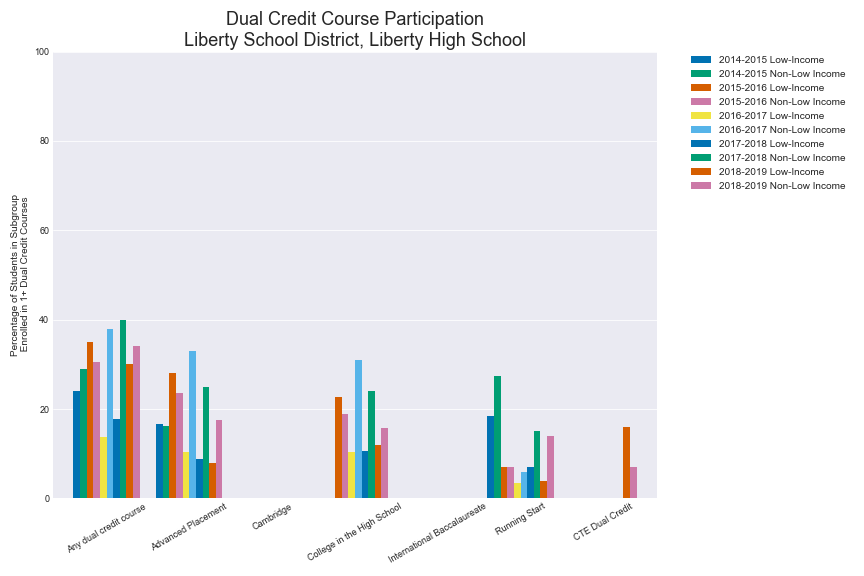 Dual Credit Course Participation
Liberty School District, Liberty High School
Percentage of Students in Subgroup
Enrolled in 1+ Dual Credit Courses
100
80
60
40
20
0
Any dual credit course
Advanced Placement
Cambridge
College in the High School
International Baccalaureate
Running Start
CTE Dual Credit
2014-2015 Low-Income
2014-2015 Non-Low Income
2015-2016 Low-Income
2015-2016 Non-Low Income
2016-2017 Low-Income
2016-2017 Non-Low Income
2017-2018 Low-Income
2017-2018 Non-Low Income
2018-2019 Low-Income
2018-2019 Non-Low Income